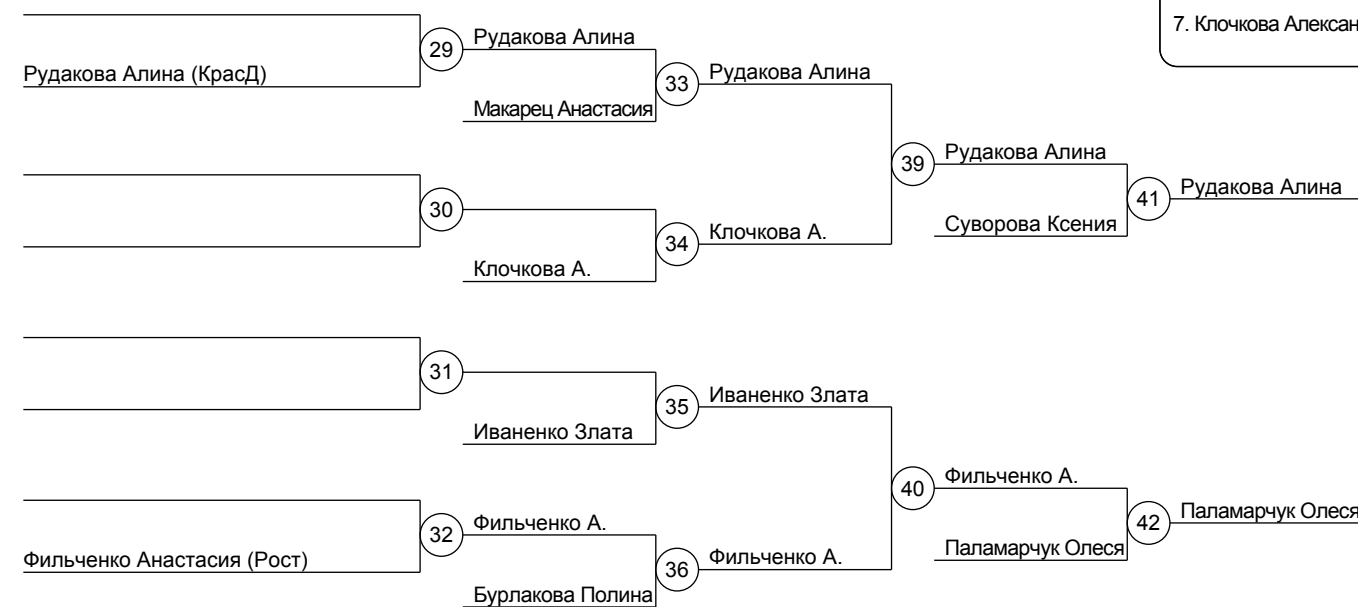 7. Клочкова Алексан
29
Рудакова Алина
Рудакова Алина (КрасД)
33
Рудакова Алина
Макарец Анастасия
39
Рудакова Алина
30
41
Рудакова Алина
34
Клочкова А.
Суворова Ксения
Клочкова А.
31
35
Иваненко Злата
Иваненко Злата
40
Фильченко А.
32
Фильченко А.
42
Паламарчук Олеся
Фильченко Анастасия (Рост)
36
Фильченко А.
Паламарчук Олеся
Бурлакова Полина